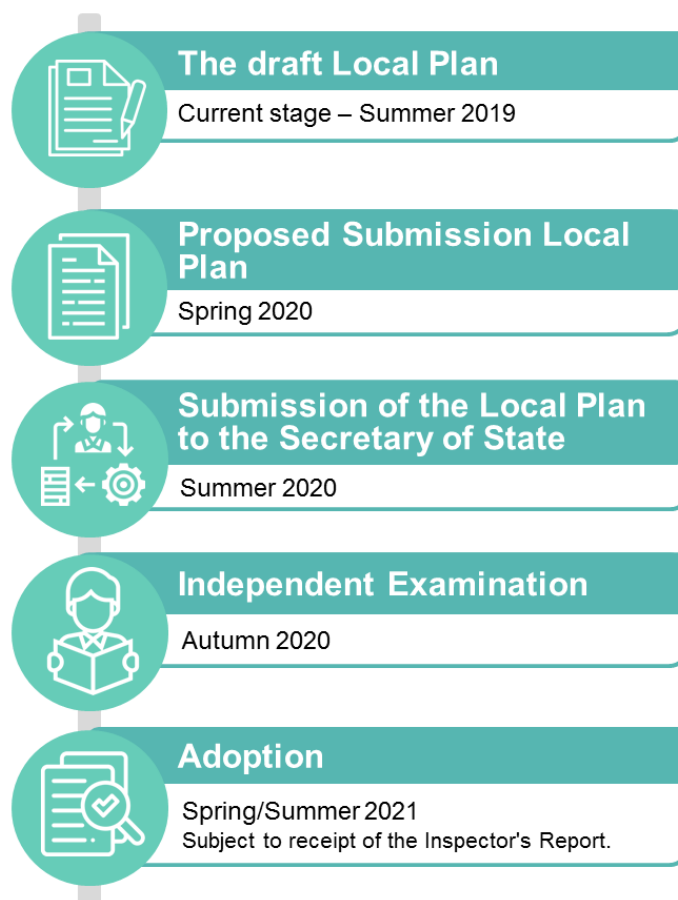 The draft Local Plan
Current stage – Summer 2019
Proposed Submission Local
Plan
Spring 2020
Submission of the Local Plan
to the Secretary of State
Summer 2020
Independent Examination
Autumn 2020
Adoption
Spring/Summer 2021
Subject to receipt of the Inspector's Report.